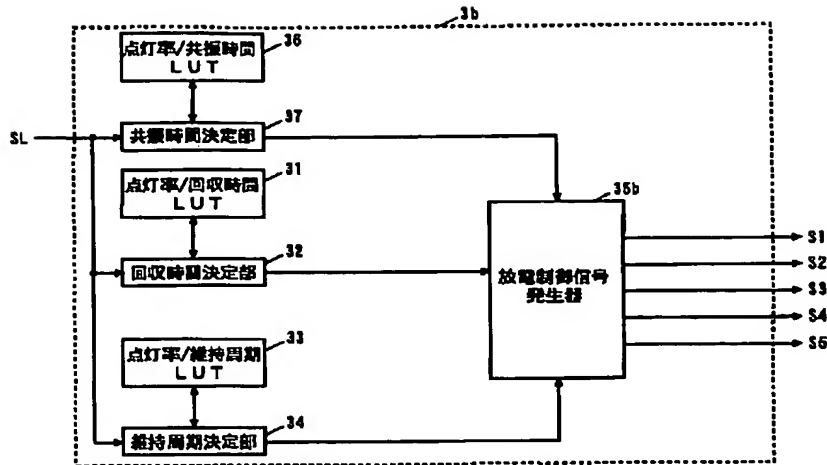 3b
点灯率/共振時間
LUT
36
SL
共振時間決定部
37
点灯率/回収時間
LUT
31
回収時間決定部
32
点灯率/維持周期
LUT
33
維持周期決定部
34
放電制御信号
発生器
35b
S1
S2
S3
S4
S5